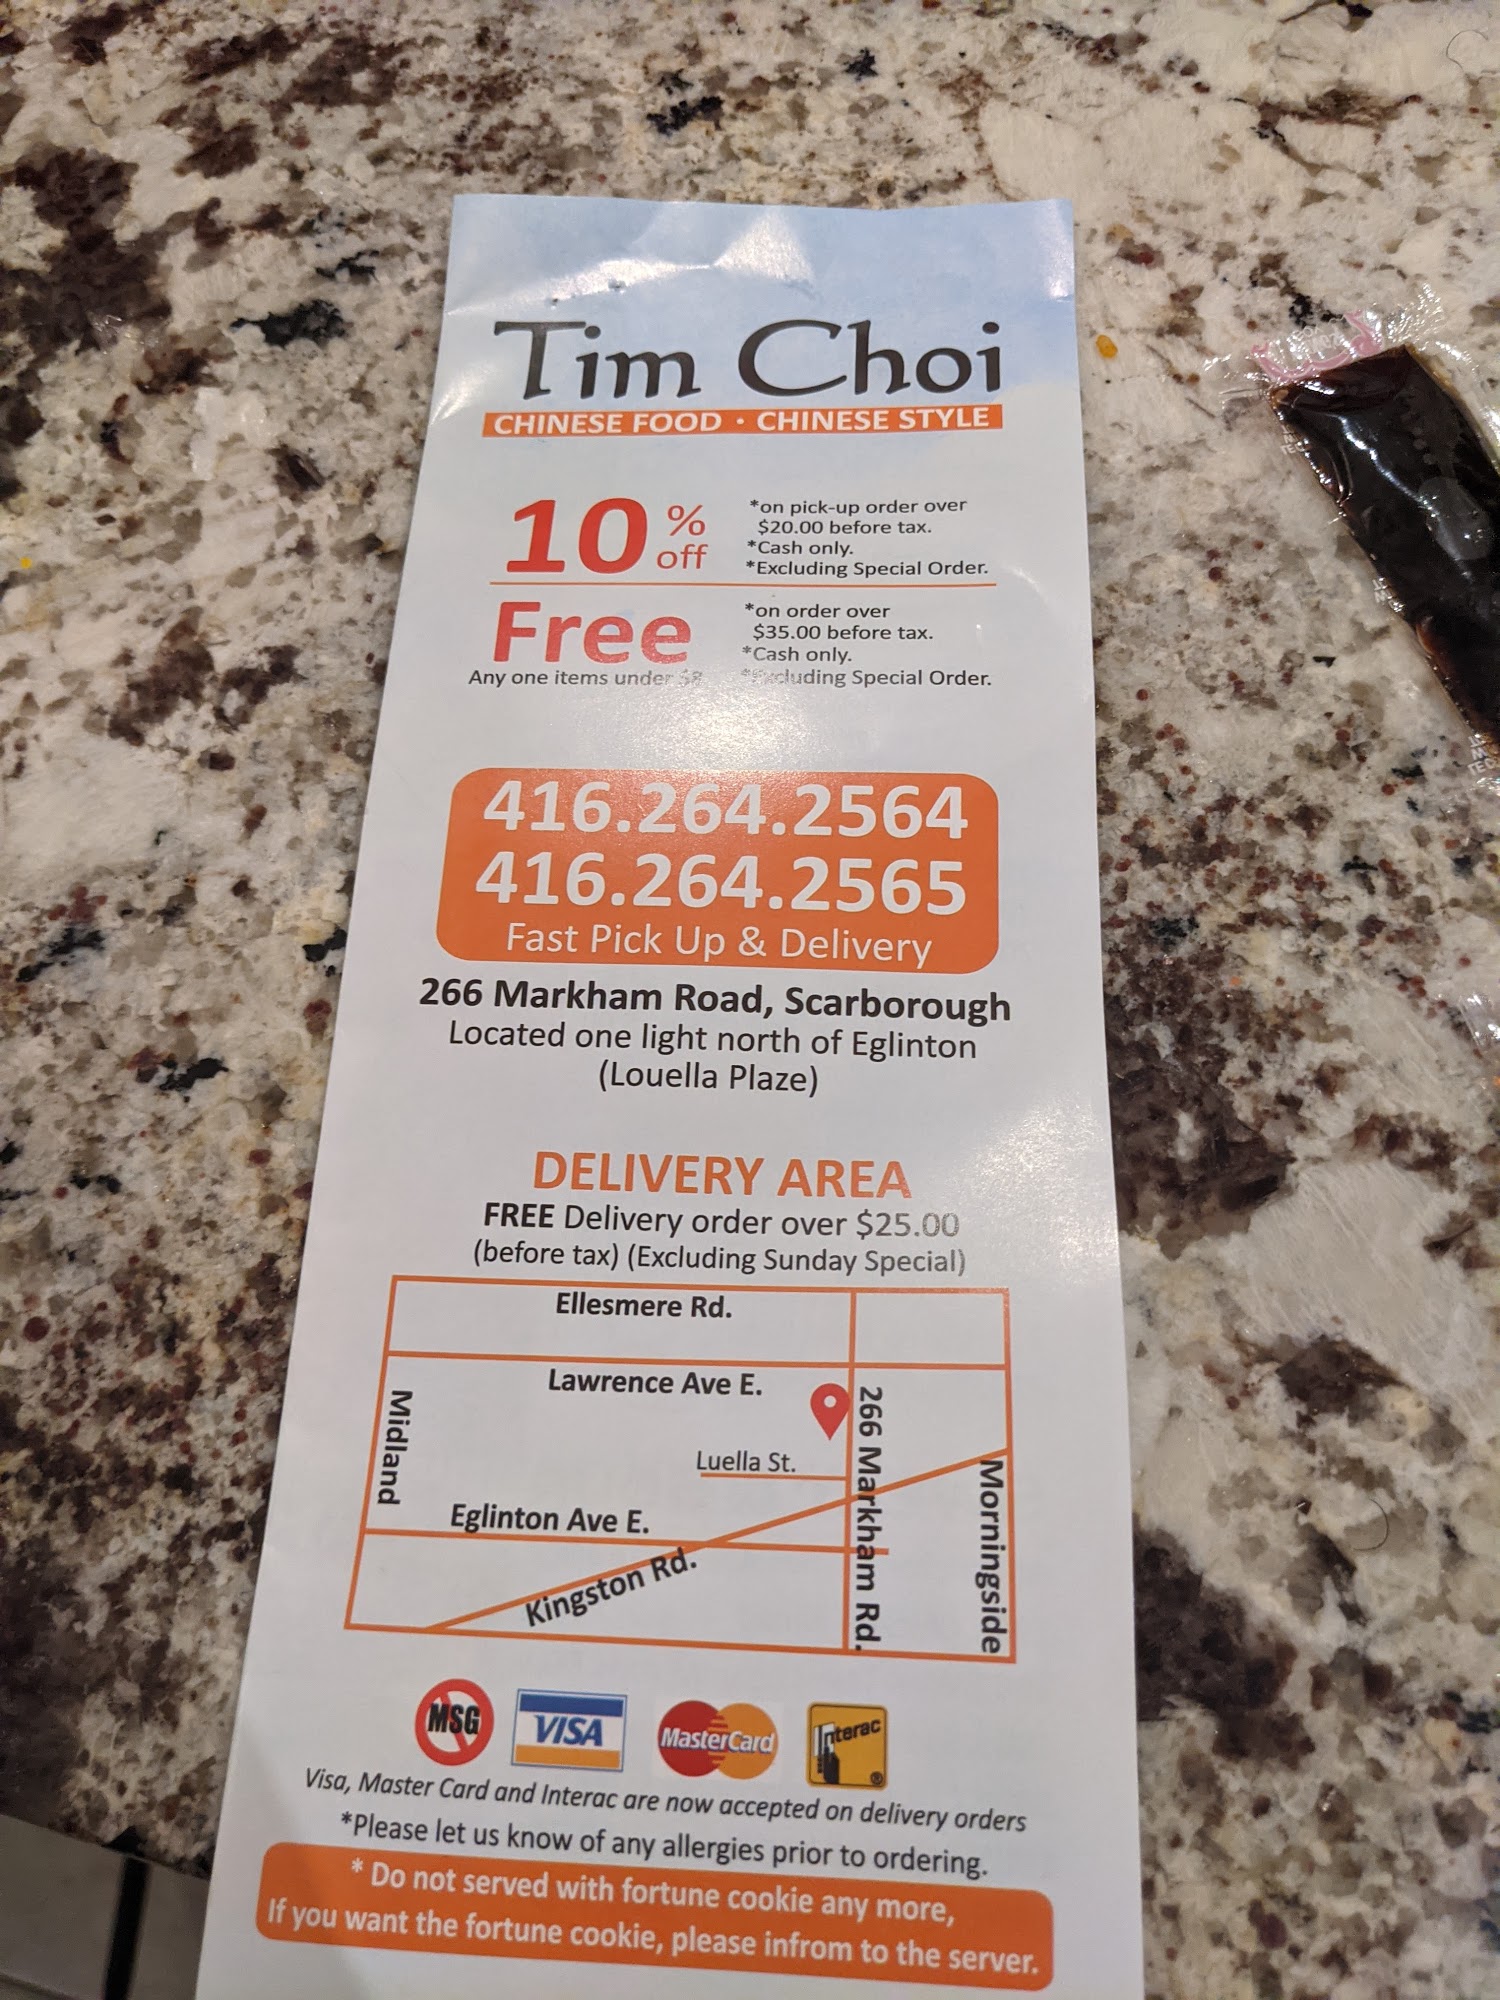 Tim Choi
CHINESE FOOD • CHINESE STYLE
10 % off
*on pick-up order over
$20.00 before tax.
*Cash only.
*Excluding Special Order.
Free
Any one items under $8
*on order over
$35.00 before tax.
*Cash only.
*Excluding Special Order.
416.264.2564
416.264.2565
Fast Pick Up & Delivery
266 Markham Road, Scarborough
Located one light north of Eglinton
(Louella Plaze)
DELIVERY AREA
FREE Delivery order over $25.00
(before tax) (Excluding Sunday Special)
Ellesmere Rd.
Lawrence Ave E.
Midland
266 Markham Rd.
Luella St.
Morningside
Eglinton Ave E.
Kingston Rd.
MSG
VISA
MasterCard
Interac
Visa, Master Card and Interac are now accepted on delivery orders
*Please let us know of any allergies prior to ordering.
* Do not served with fortune cookie any more,
If you want the fortune cookie, please infrom to the server.